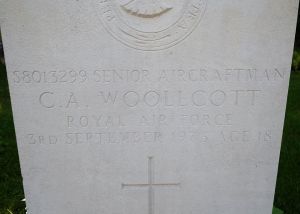 S8013299 SENIOR AIRCRAFTMAN
C.A. WOOLLCOTT
ROYAL AIR FORCE
3RD SEPTEMBER AGE 18